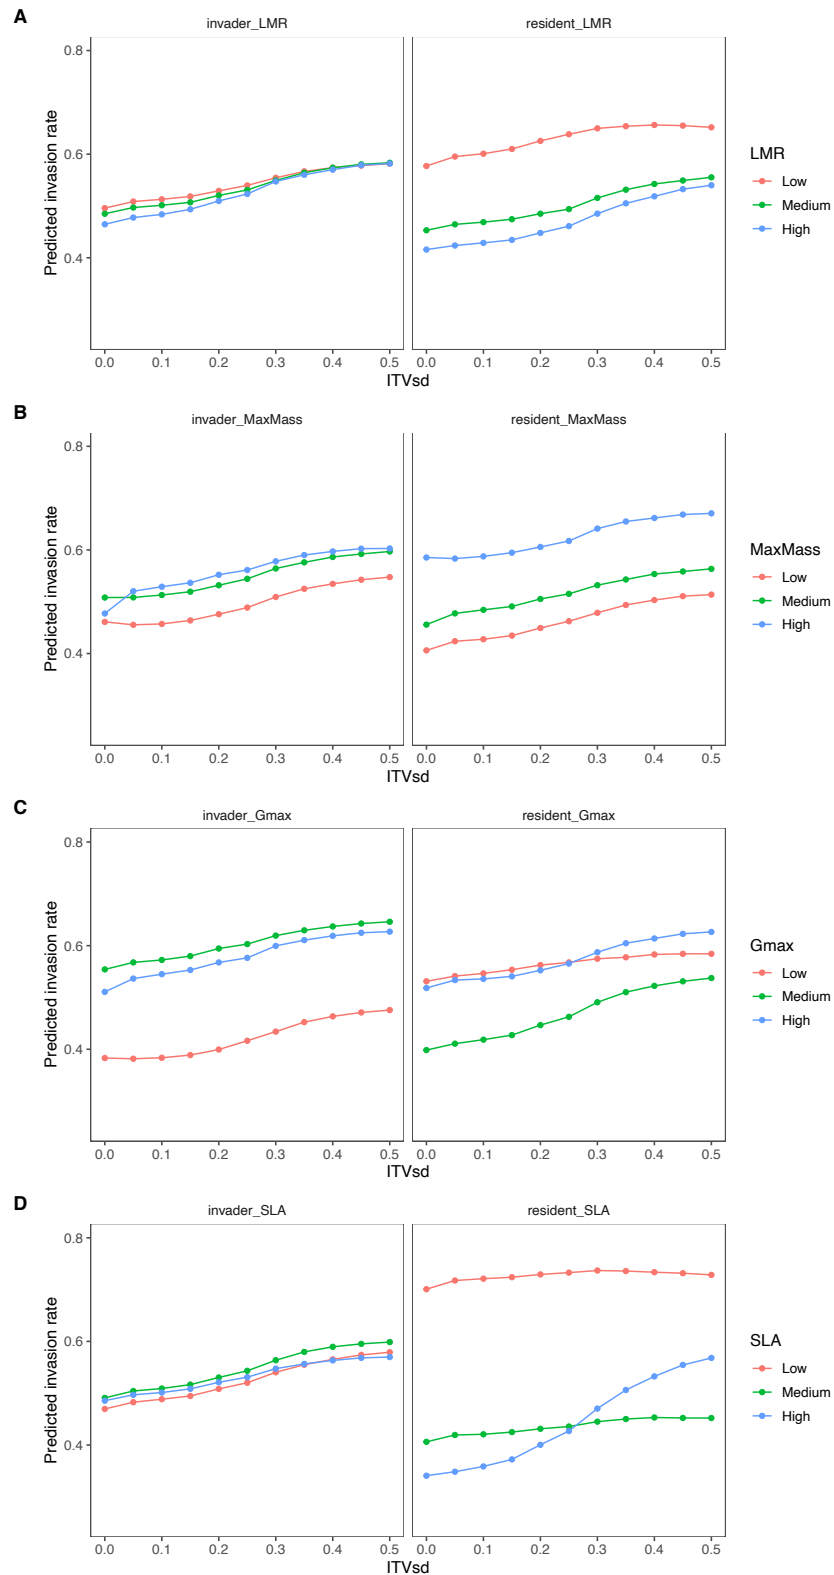 A
invader_LMR resident_LMR
0.8
0.6
0.4
Predicted invasion rate
0.0 0.1 0.2 0.3 0.4 0.5 0.0 0.1 0.2 0.3 0.4 0.5
ITVsd
LMR
Low
Medium
High
B
invader_MaxMass resident_MaxMass
0.8
0.6
0.4
Predicted invasion rate
0.0 0.1 0.2 0.3 0.4 0.5 0.0 0.1 0.2 0.3 0.4 0.5
ITVsd
MaxMass
Low
Medium
High
C
invader_Gmax resident_Gmax
0.8
0.6
0.4
Predicted invasion rate
0.0 0.1 0.2 0.3 0.4 0.5 0.0 0.1 0.2 0.3 0.4 0.5
ITVsd
Gmax
Low
Medium
High
D
invader_SLA resident_SLA
0.8
0.6
0.4
Predicted invasion rate
0.0 0.1 0.2 0.3 0.4 0.5 0.0 0.1 0.2 0.3 0.4 0.5
ITVsd
SLA
Low
Medium
High